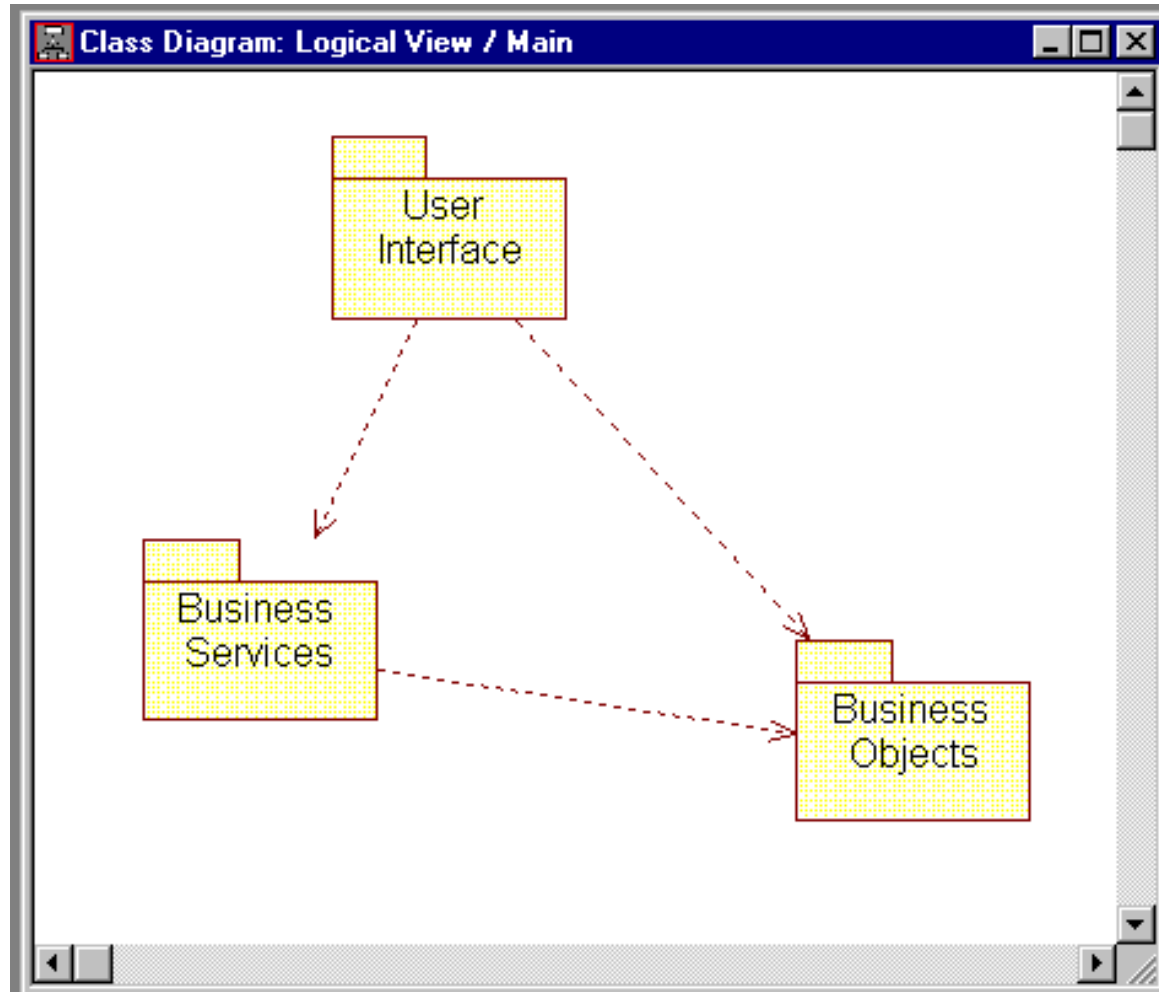 Class Diagram: Logical View / Main
User
Interface
Business
Services
Business
Objects